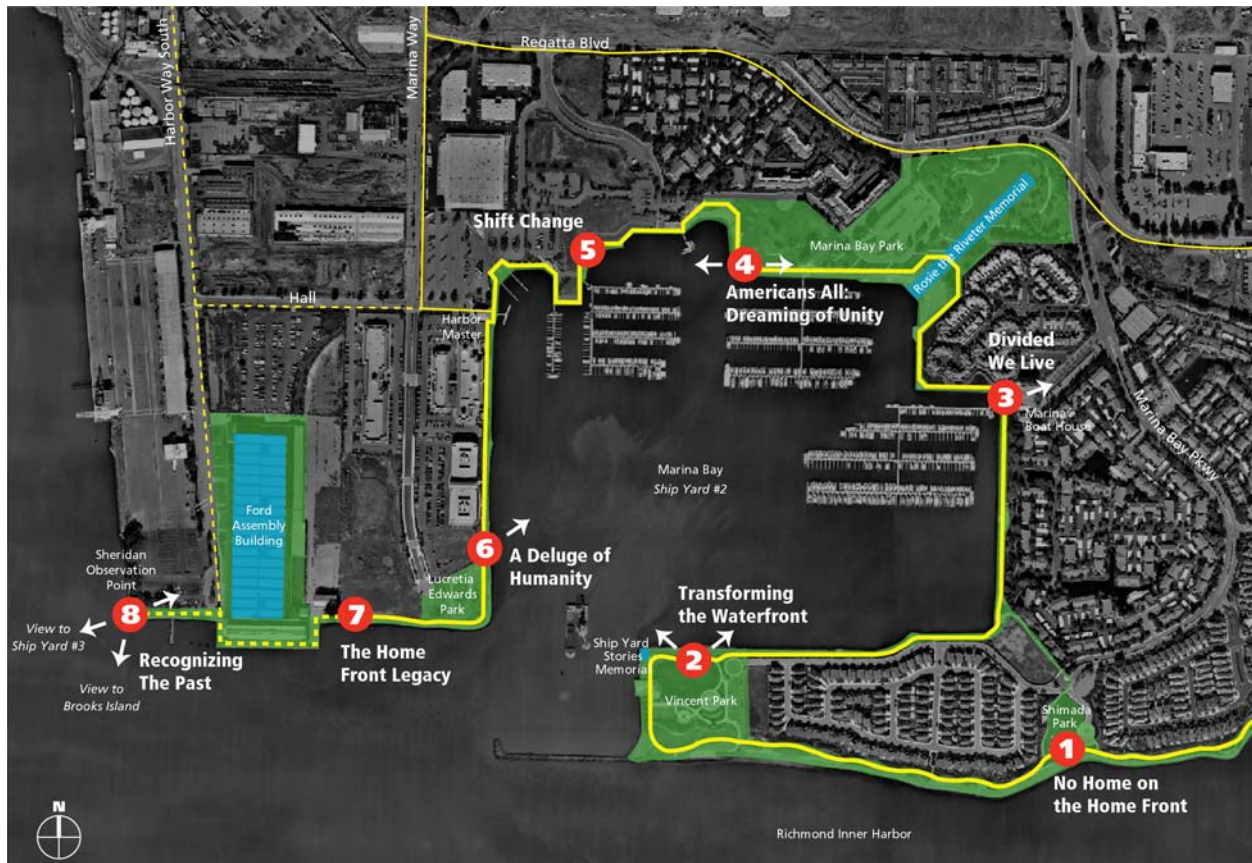 Regatta Blvd
Harbor Way South
Marina Way
Shift Change
5
4
Americans All:
Dreaming of Unity
Marina Bay Park
Rosie the Riveter Memorial
Hall
Harbor
Master
Divided
We Live
3
Marina
Boat House
Marina Bay Pkwy
Marina Bay
Ship Yard #2
Ford
Assembly
Building
6
A Deluge of
Humanity
Lucretia
Edwards
Park
Sheridan
Observation
Point
8
View to
Ship Yard #3
Recognizing
The Past
View to
Brooks Island
7
The Home
Front Legacy
Transforming
the Waterfront
2
Ship Yard
Stories
Memoria
Vincent Park
Shimada
Park
1
No Home on
the Home Front
Richmond Inner Harbor
N